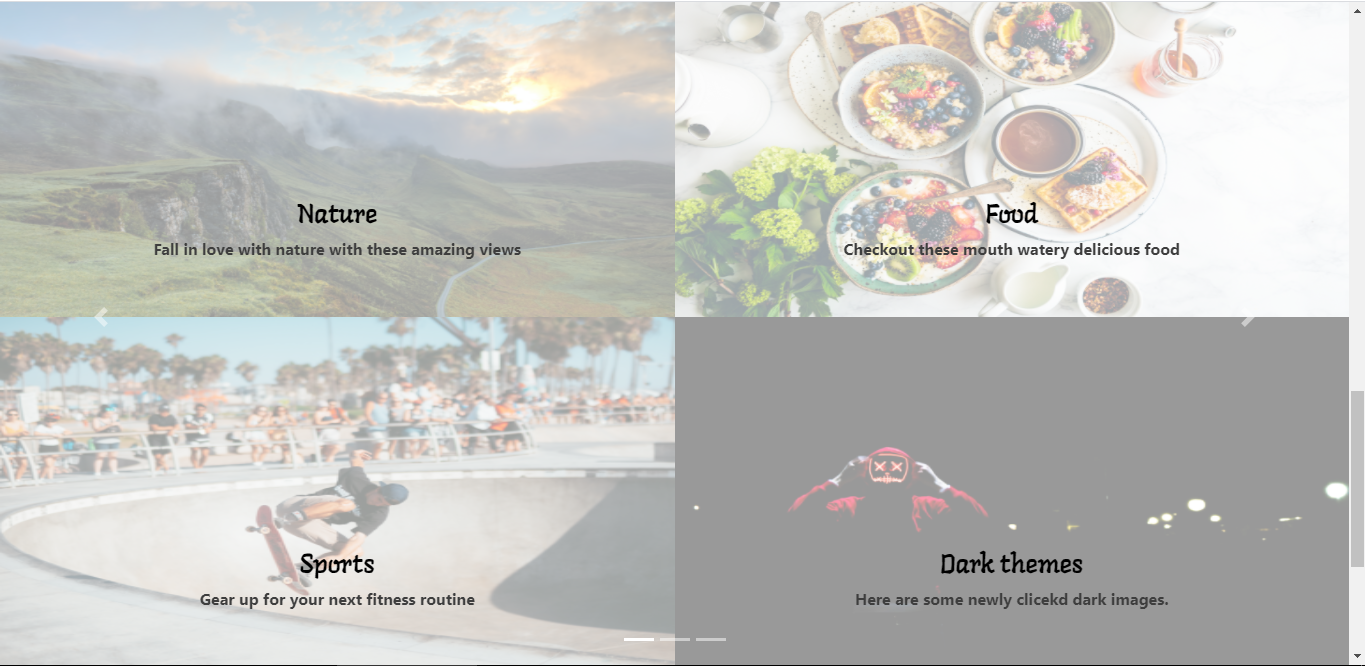 Nature
Fall in love with nature with these amazing views
Food
Checkout these mouth watery delicious food
Sports
Gear up for your next fitness routine
Dark themes
Here are some newly clicekd dark images.